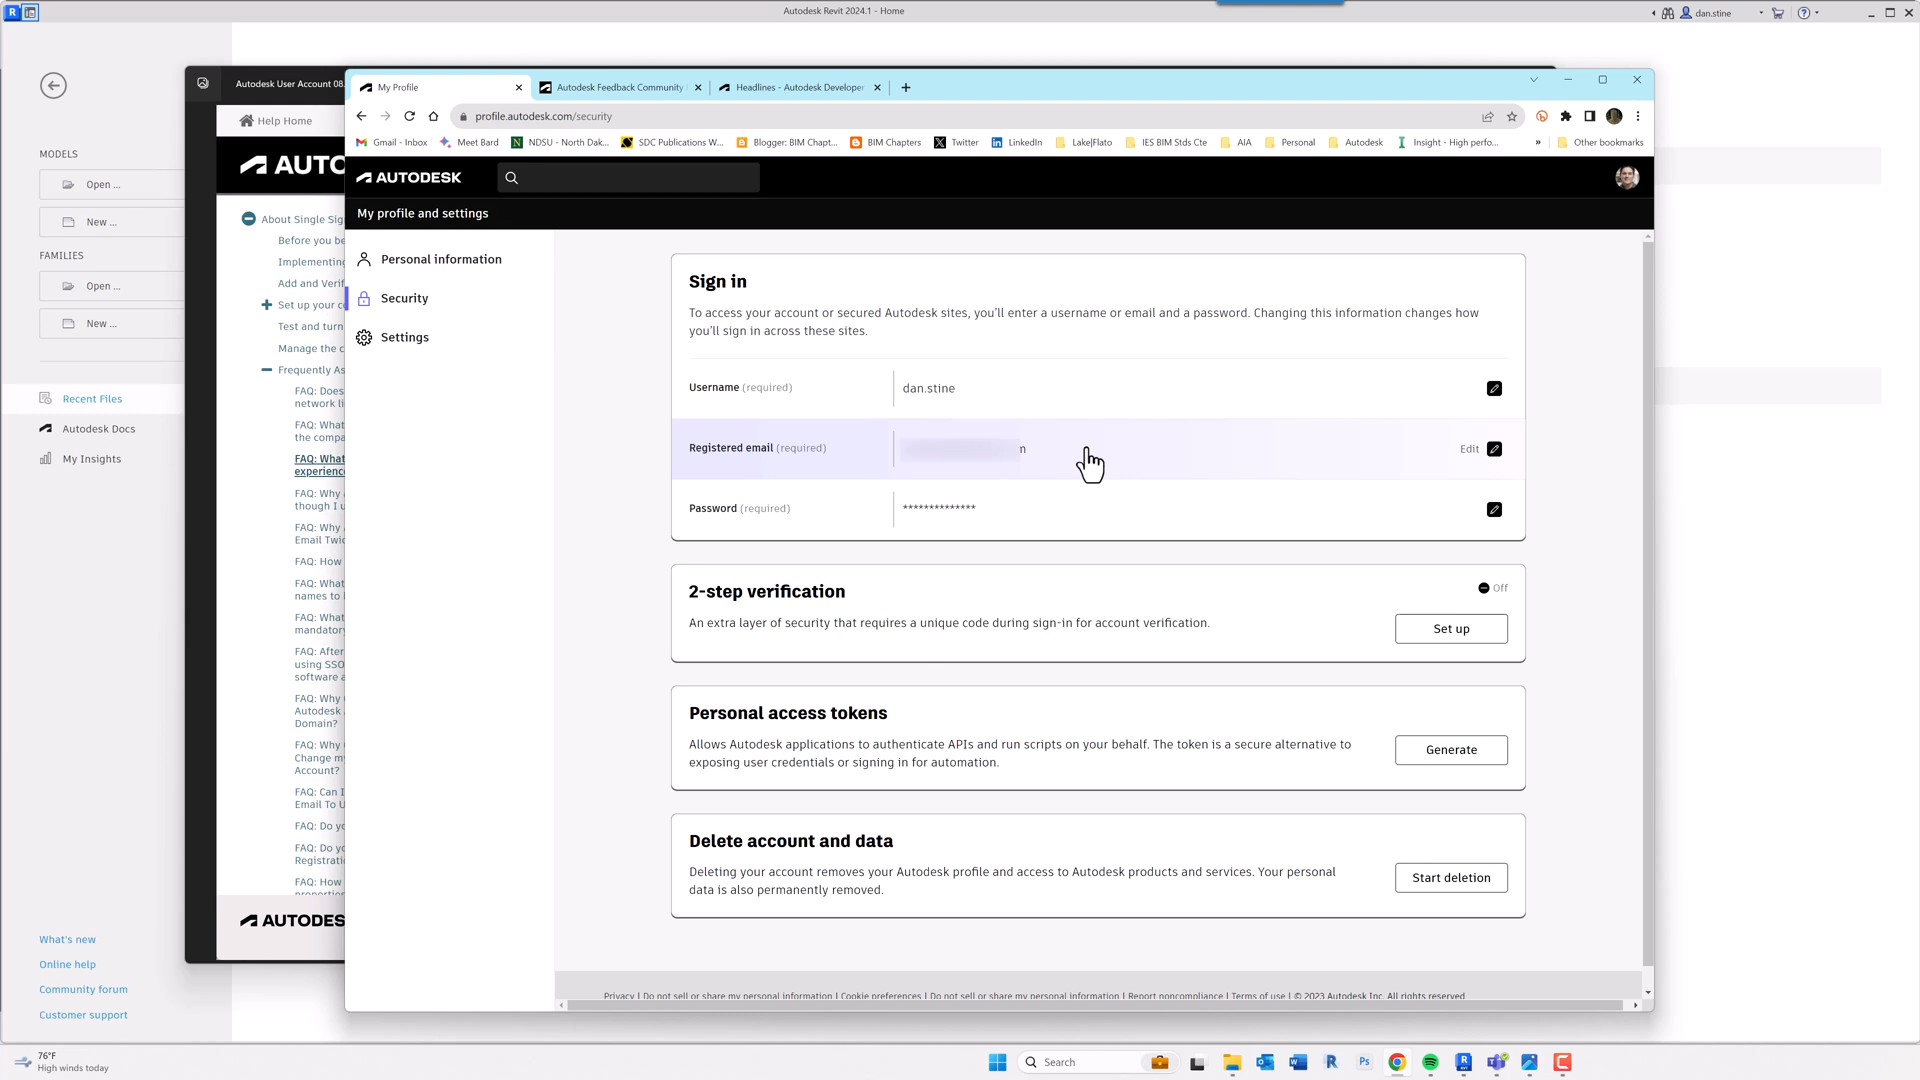 Autodesk Revit 2024.1 - Home
dan.stine
MODELS
Open ...
New ...
FAMILIES
Open ...
New ...
Recent Files
Autodesk Docs
My Insights
What's new
Online help
Community forum
Customer support
Autodesk User Account 08.
Help Home
AUTO
About Single Sig
Before you be
Implementing
Add and Verif
Set up your co
Test and turn
Manage the c
Frequently As
FAQ: Does
network li
FAQ: What
the compa
FAQ: What
experience
FAQ: Why
though I u
FAQ: Why
Email Twic
FAQ: How
FAQ: What
names to
FAQ: What
mandatory
FAQ: After
using SSO
software a
FAQ: Why
Autodesk
Domain?
FAQ: Why
Change my
Account?
FAQ: Can I
Email To U
FAQ: Do yo
FAQ: Do yo
Registratio
FAQ: How
AUTODES
My Profile
Autodesk Feedback Community
Headlines - Autodesk Developer
profile.autodesk.com/security
Gmail - Inbox
Meet Bard
NDSU - North Dak...
SDC Publications W...
Blogger: BIM Chapt...
BIM Chapters
Twitter
LinkedIn
Lake|Flato
IES BIM Stds Cte
AIA
Personal
Autodesk
Insight - High perfo...
»
Other bookmarks
AUTODESK
My profile and settings
Personal information
Security
Settings
Sign in
To access your account or secured Autodesk sites, you'll enter a username or email and a password. Changing this information changes how
you'll sign in across these sites.
Username (required)
dan.stine
Registered email (required)
Edit
Password (required)
**************
2-step verification
Off
An extra layer of security that requires a unique code during sign-in for account verification.
Set up
Personal access tokens
Allows Autodesk applications to authenticate APIs and run scripts on your behalf. The token is a secure alternative to
exposing user credentials or signing in for automation.
Generate
Delete account and data
Deleting your account removes your Autodesk profile and access to Autodesk products and services. Your personal
data is also permanently removed.
Start deletion
Privacy | Do not sell or share my personal information | Cookie preferences | Do not sell or share my personal information | Report noncompliance | Terms of use | © 2023 Autodesk Inc. All rights reserved
76°F
High winds today
Search